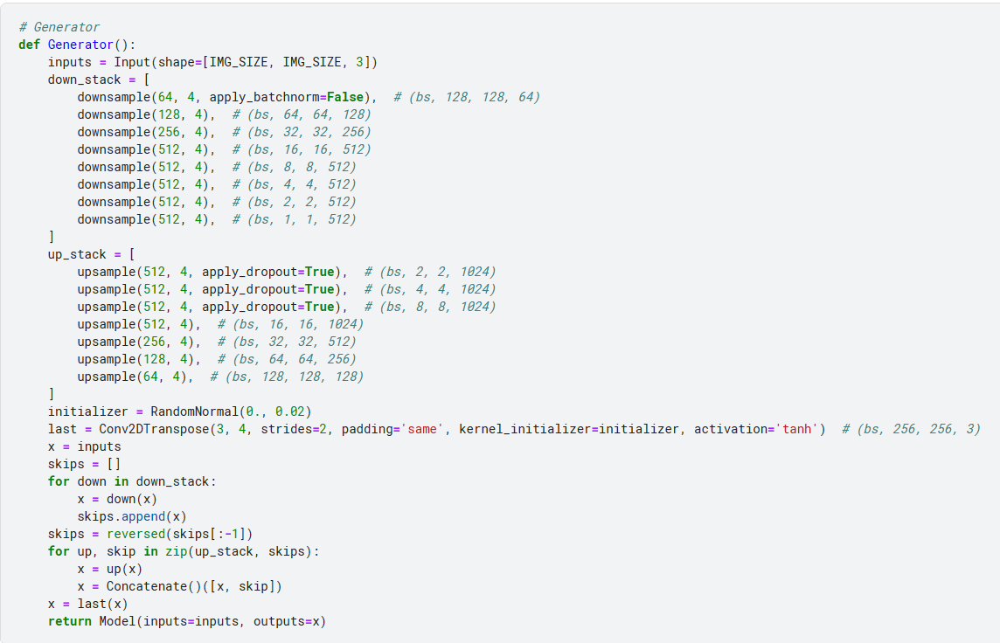 # Generator
def Generator():
    inputs = Input(shape=[IMG_SIZE, IMG_SIZE, 3])
    down_stack = [
        downsample(64, 4, apply_batchnorm=False),  # (bs, 128, 128, 64)
        downsample(128, 4),  # (bs, 64, 64, 128)
        downsample(256, 4),  # (bs, 32, 32, 256)
        downsample(512, 4),  # (bs, 16, 16, 512)
        downsample(512, 4),  # (bs, 8, 8, 512)
        downsample(512, 4),  # (bs, 4, 4, 512)
        downsample(512, 4),  # (bs, 2, 2, 512)
        downsample(512, 4),  # (bs, 1, 1, 512)
    ]
    up_stack = [
        upsample(512, 4, apply_dropout=True),  # (bs, 2, 2, 1024)
        upsample(512, 4, apply_dropout=True),  # (bs, 4, 4, 1024)
        upsample(512, 4, apply_dropout=True),  # (bs, 8, 8, 1024)
        upsample(512, 4),  # (bs, 16, 16, 1024)
        upsample(256, 4),  # (bs, 32, 32, 512)
        upsample(128, 4),  # (bs, 64, 64, 256)
        upsample(64, 4),  # (bs, 128, 128, 128)
    ]
    initializer = RandomNormal(0., 0.02)
    last = Conv2DTranspose(3, 4, strides=2, padding='same', kernel_initializer=initializer, activation='tanh')  # (bs, 256, 256, 3)
    x = inputs
    skips = []
    for down in down_stack:
        x = down(x)
        skips.append(x)
    skips = reversed(skips[:-1])
    for up, skip in zip(up_stack, skips):
        x = up(x)
        x = Concatenate()([x, skip])
    x = last(x)
    return Model(inputs=inputs, outputs=x)